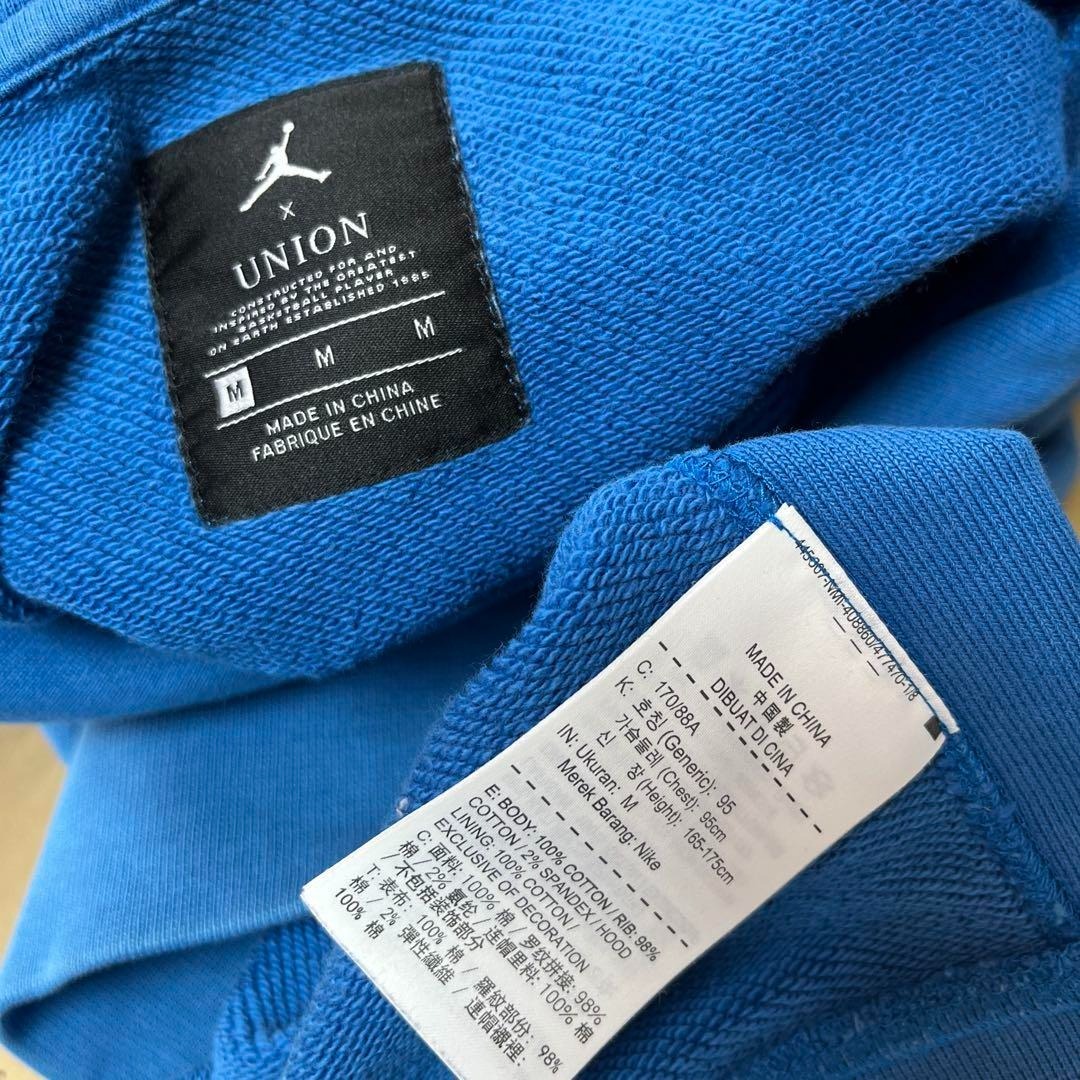 X
UNION
CONSTRUCTED FOR AND
INSPIRED BY THE GREATEST
BASKETBALL PLAYER
ON EARTH ESTABLISHED 1985
M M M
MADE IN CHINA
FABRIQUE EN CHINE
MADE IN CHINA
中国製
DIBUAT DI CINA
C: 170/88A
K: 호칭 (Generic): 95
가슴둘레 (Chest): 95cm
신 장 (Height): 165-175cm
IN: Ukuran: M
Merek Barang: Nike
E: BODY: 100% COTTON / RIB: 98%
COTTON / 2% SPANDEX / HOOD
LINING: 100% COTTON /
EXCLUSIVE OF DECORATION
C: 面料: 100% 棉 / 罗纹拼接: 98%
棉 / 2% 氨纶 / 连帽里料: 100% 棉
/ 不包括装饰部分
T: 表布: 100% 棉 / 羅紋部份: 98%
棉 / 2% 彈性纖維 / 連帽襯裡:
100% 棉